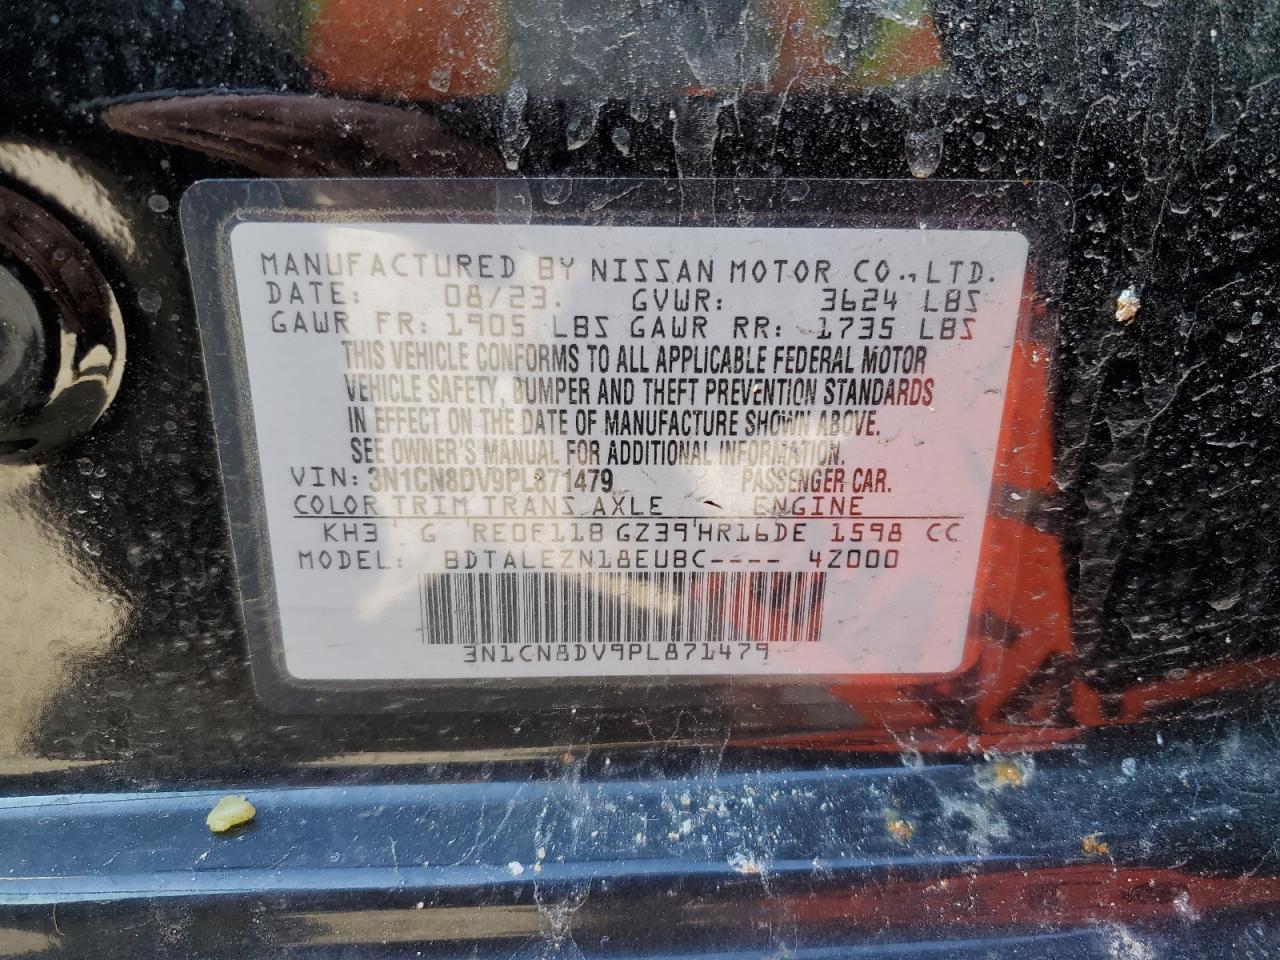 MANUFACTURED BY NISSAN MOTOR CO.,LTD.
DATE: 08/23. GVWR: 3624 LBS
GAWR FR: 1905 LBS GAWR RR: 1735 LBS
THIS VEHICLE CONFORMS TO ALL APPLICABLE FEDERAL MOTOR
VEHICLE SAFETY, BUMPER AND THEFT PREVENTION STANDARDS
IN EFFECT ON THE DATE OF MANUFACTURE SHOWN ABOVE.
SEE OWNER'S MANUAL FOR ADDITIONAL INFORMATION.
VIN: 3N1CN8DV9PL871479 PASSENGER CAR.
COLOR TRIM TRANS AXLE ENGINE
KH3 G RE0F11B GZ39 HR16DE 1598 CC
MODEL: BDTALEZN18EUBC---- 4Z000
3N1CN8DV9PL871479